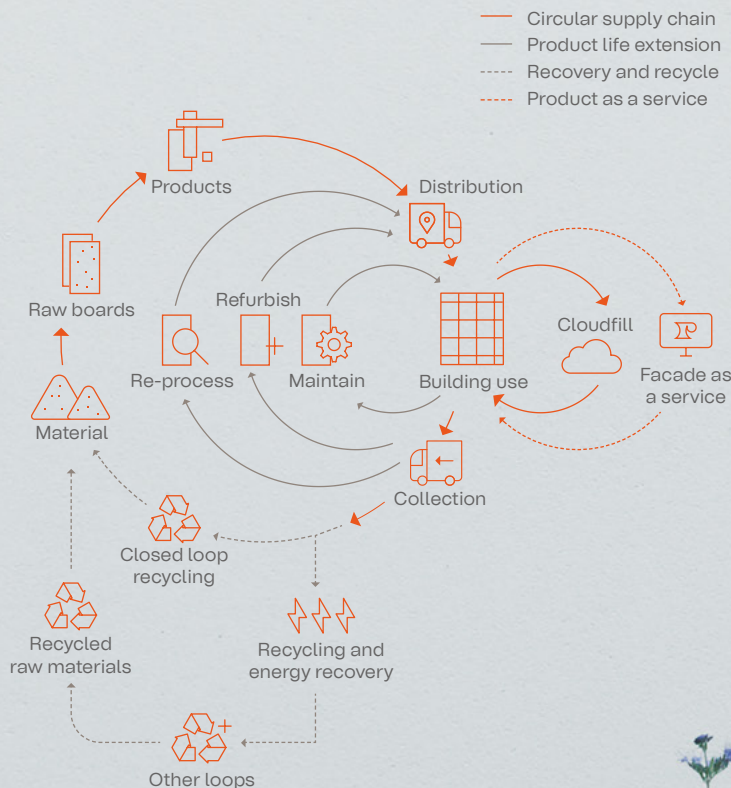 Circular supply chain
Product life extension
Recovery and recycle
Product as a service
Products
Distribution
Raw boards
Refurbish
Cloudfill
Re-process
Maintain
Building use
Facade as
a service
Material
Collection
Closed loop
recycling
Recycled
raw materials
Recycling and
energy recovery
Other loops